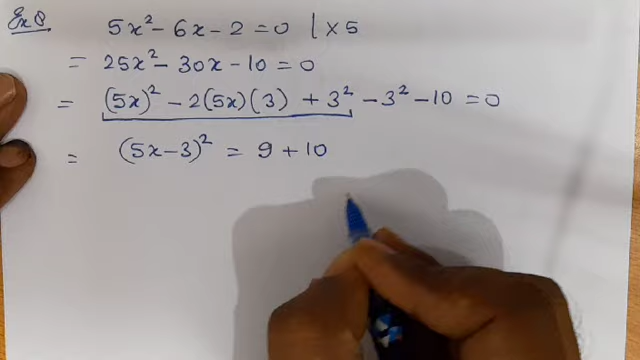 Ex 8 5x² - 6x - 2 = 0 | × 5
= 25x² - 30x - 10 = 0
= (5x)² - 2(5x)(3) + 3² - 3² - 10 = 0
= (5x - 3)² = 9 + 10